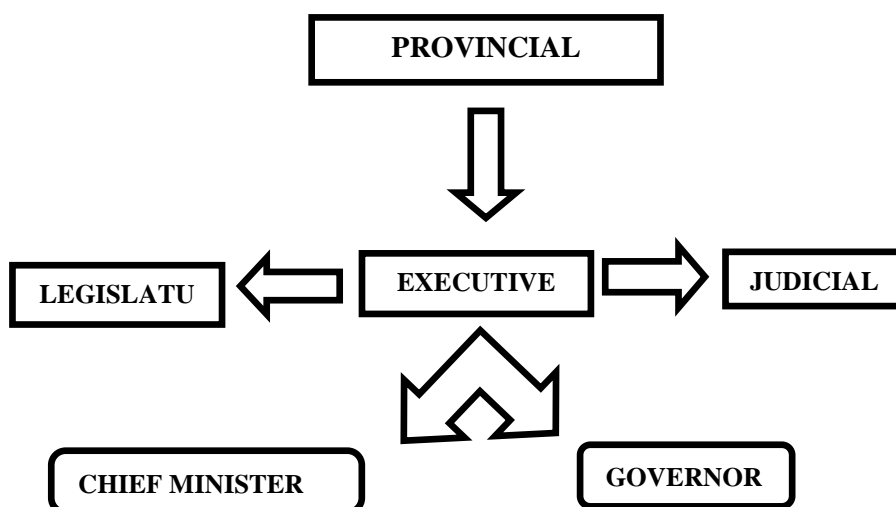 PROVINCIAL
LEGISLATU
EXECUTIVE
JUDICIAL
CHIEF MINISTER
GOVERNOR